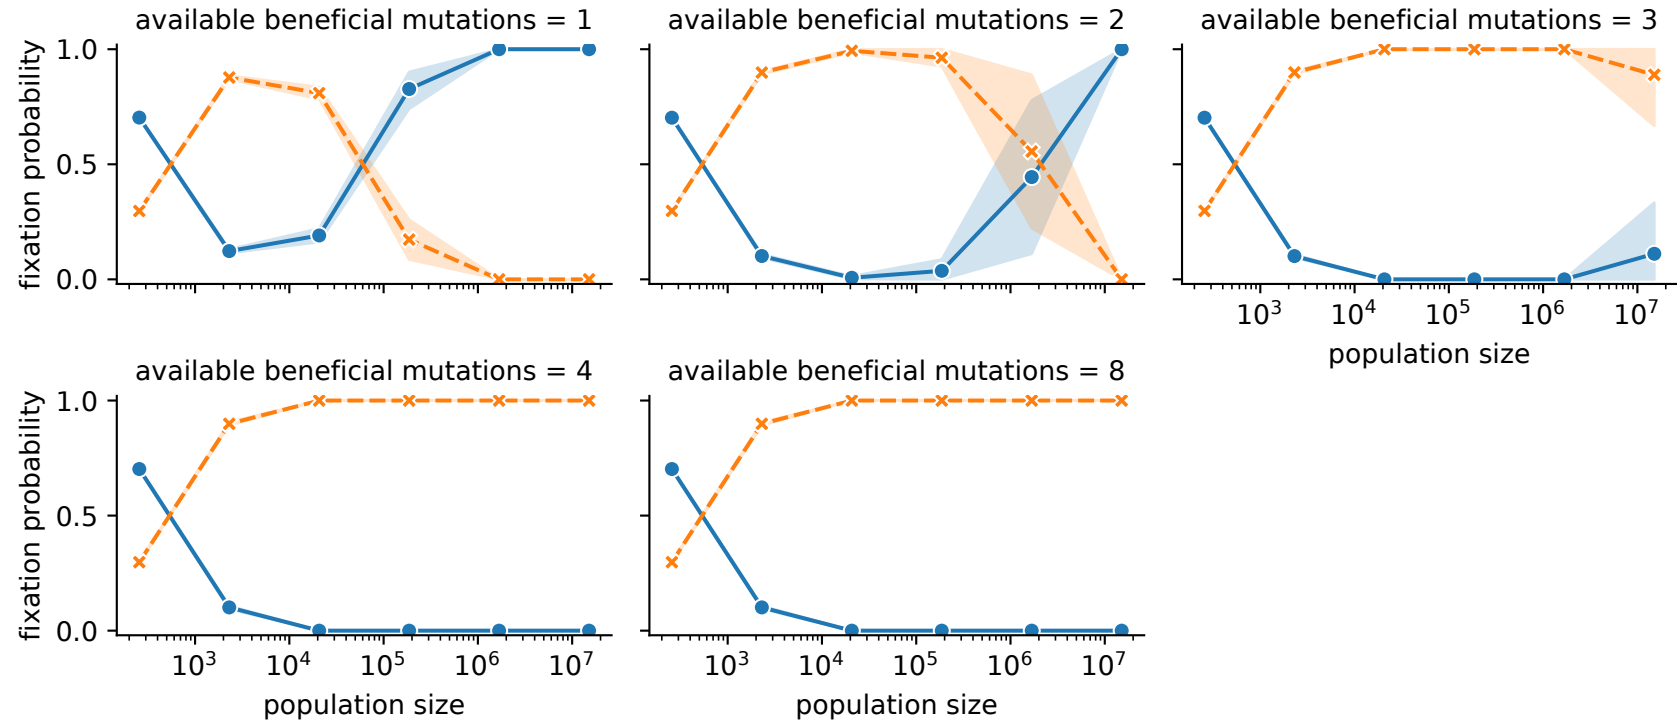 available beneficial mutations = 1
available beneficial mutations = 2
available beneficial mutations = 3
fixation probability
1.0
0.5
0.0
10³ 10⁴ 10⁵ 10⁶ 10⁷
population size
available beneficial mutations = 4
available beneficial mutations = 8
fixation probability
1.0
0.5
0.0
10³ 10⁴ 10⁵ 10⁶ 10⁷
population size
10³ 10⁴ 10⁵ 10⁶ 10⁷
population size